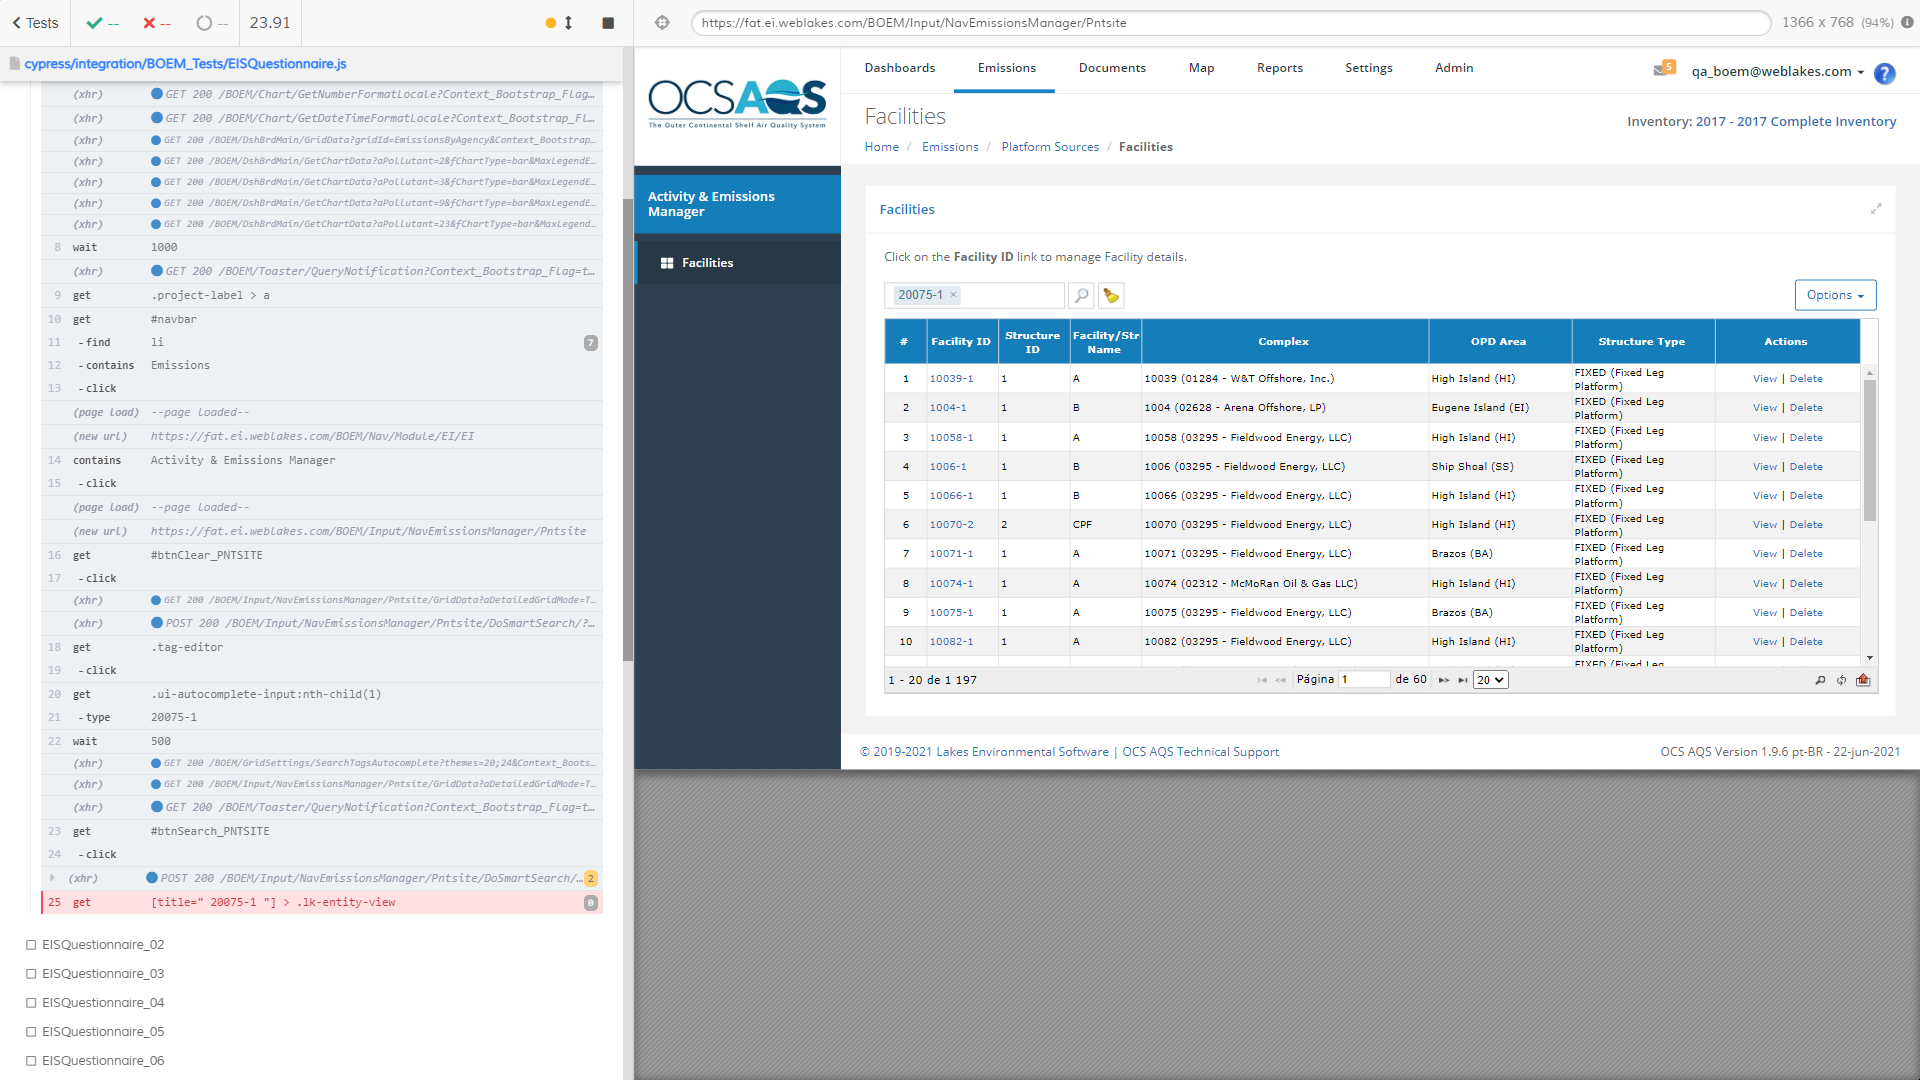 Tests
--
--
--
23.91
cypress/integration/BOEM_Tests/EISQuestionnaire.js
(xhr) GET 200 /BOEM/Chart/GetNumberFormatLocale?Context_Bootstrap_Flag…
(xhr) GET 200 /BOEM/Chart/GetDateTimeFormatLocale?Context_Bootstrap_Fl…
(xhr) GET 200 /BOEM/DshBrdMain/GridData?gridId=EmissionsByAgency&Context_Bootstrap…
(xhr) GET 200 /BOEM/DshBrdMain/GetChartData?aPollutant=2&fChartType=bar&MaxLegendE…
(xhr) GET 200 /BOEM/DshBrdMain/GetChartData?aPollutant=3&fChartType=bar&MaxLegendE…
(xhr) GET 200 /BOEM/DshBrdMain/GetChartData?aPollutant=9&fChartType=bar&MaxLegendE…
(xhr) GET 200 /BOEM/DshBrdMain/GetChartData?aPollutant=23&fChartType=bar&MaxLegend…
8 wait 1000
(xhr) GET 200 /BOEM/Toaster/QueryNotification?Context_Bootstrap_Flag=t…
9 get .project-label > a
10 get #navbar
11 -find li 7
12 -contains Emissions
13 -click
(page load) --page loaded--
(new url) https://fat.ei.weblakes.com/BOEM/Nav/Module/EI/EI
14 contains Activity & Emissions Manager
15 -click
(page load) --page loaded--
(new url) https://fat.ei.weblakes.com/BOEM/Input/NavEmissionsManager/Pntsite
16 get #btnClear_PNTSITE
17 -click
(xhr) GET 200 /BOEM/Input/NavEmissionsManager/Pntsite/GridData?aDetailedGridMode=T…
(xhr) POST 200 /BOEM/Input/NavEmissionsManager/Pntsite/DoSmartSearch/?…
18 get .tag-editor
19 -click
20 get .ui-autocomplete-input:nth-child(1)
21 -type 20075-1
22 wait 500
(xhr) GET 200 /BOEM/GridSettings/SearchTagsAutocomplete?themes=20;24&Context_Boots…
(xhr) GET 200 /BOEM/Input/NavEmissionsManager/Pntsite/GridData?aDetailedGridMode=T…
(xhr) GET 200 /BOEM/Toaster/QueryNotification?Context_Bootstrap_Flag=t…
23 get #btnSearch_PNTSITE
24 -click
(xhr) POST 200 /BOEM/Input/NavEmissionsManager/Pntsite/DoSmartSearch/… 2
25 get [title=" 20075-1 "] > .lk-entity-view 0
EISQuestionnaire_02
EISQuestionnaire_03
EISQuestionnaire_04
EISQuestionnaire_05
EISQuestionnaire_06
https://fat.ei.weblakes.com/BOEM/Input/NavEmissionsManager/Pntsite
1366 x 768 (94%)
OCSAQS
The Outer Continental Shelf Air Quality System
Dashboards Emissions Documents Map Reports Settings Admin
5 qa_boem@weblakes.com ?
Facilities
Inventory: 2017 - 2017 Complete Inventory
Home / Emissions / Platform Sources / Facilities
Activity & Emissions
Manager
Facilities
Facilities
Click on the Facility ID link to manage Facility details.
20075-1 ×
Options
# Facility ID Structure ID Facility/Str Name Complex OPD Area Structure Type Actions
1 10039-1 1 A 10039 (01284 - W&T Offshore, Inc.) High Island (HI) FIXED (Fixed Leg Platform) View | Delete
2 1004-1 1 B 1004 (02628 - Arena Offshore, LP) Eugene Island (EI) FIXED (Fixed Leg Platform) View | Delete
3 10058-1 1 A 10058 (03295 - Fieldwood Energy, LLC) High Island (HI) FIXED (Fixed Leg Platform) View | Delete
4 1006-1 1 B 1006 (03295 - Fieldwood Energy, LLC) Ship Shoal (SS) FIXED (Fixed Leg Platform) View | Delete
5 10066-1 1 B 10066 (03295 - Fieldwood Energy, LLC) High Island (HI) FIXED (Fixed Leg Platform) View | Delete
6 10070-2 2 CPF 10070 (03295 - Fieldwood Energy, LLC) High Island (HI) FIXED (Fixed Leg Platform) View | Delete
7 10071-1 1 A 10071 (03295 - Fieldwood Energy, LLC) Brazos (BA) FIXED (Fixed Leg Platform) View | Delete
8 10074-1 1 A 10074 (02312 - McMoRan Oil & Gas LLC) High Island (HI) FIXED (Fixed Leg Platform) View | Delete
9 10075-1 1 A 10075 (03295 - Fieldwood Energy, LLC) Brazos (BA) FIXED (Fixed Leg Platform) View | Delete
10 10082-1 1 A 10082 (03295 - Fieldwood Energy, LLC) High Island (HI) FIXED (Fixed Leg Platform) View | Delete
FIXED (Fixed Leg
1 - 20 de 1 197
Página 1 de 60 20
© 2019-2021 Lakes Environmental Software | OCS AQS Technical Support
OCS AQS Version 1.9.6 pt-BR - 22-jun-2021